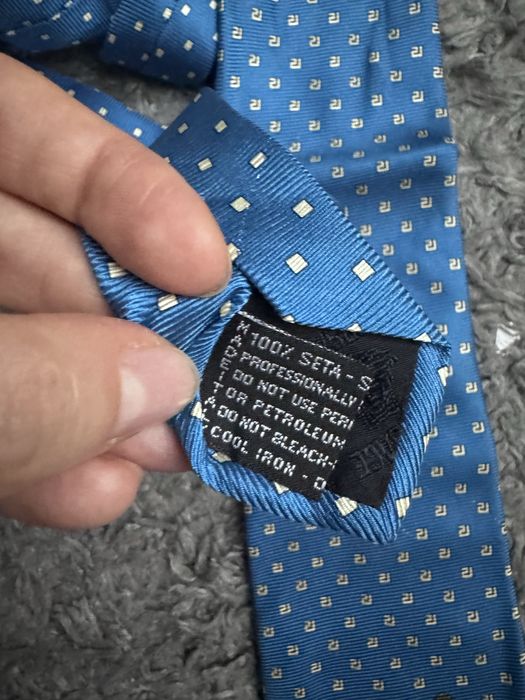 100% SETA - S
PROFESSIONALLY
DO NOT USE PER
OR PETROLEUM
DO NOT BLEACH-
COOL IRON -